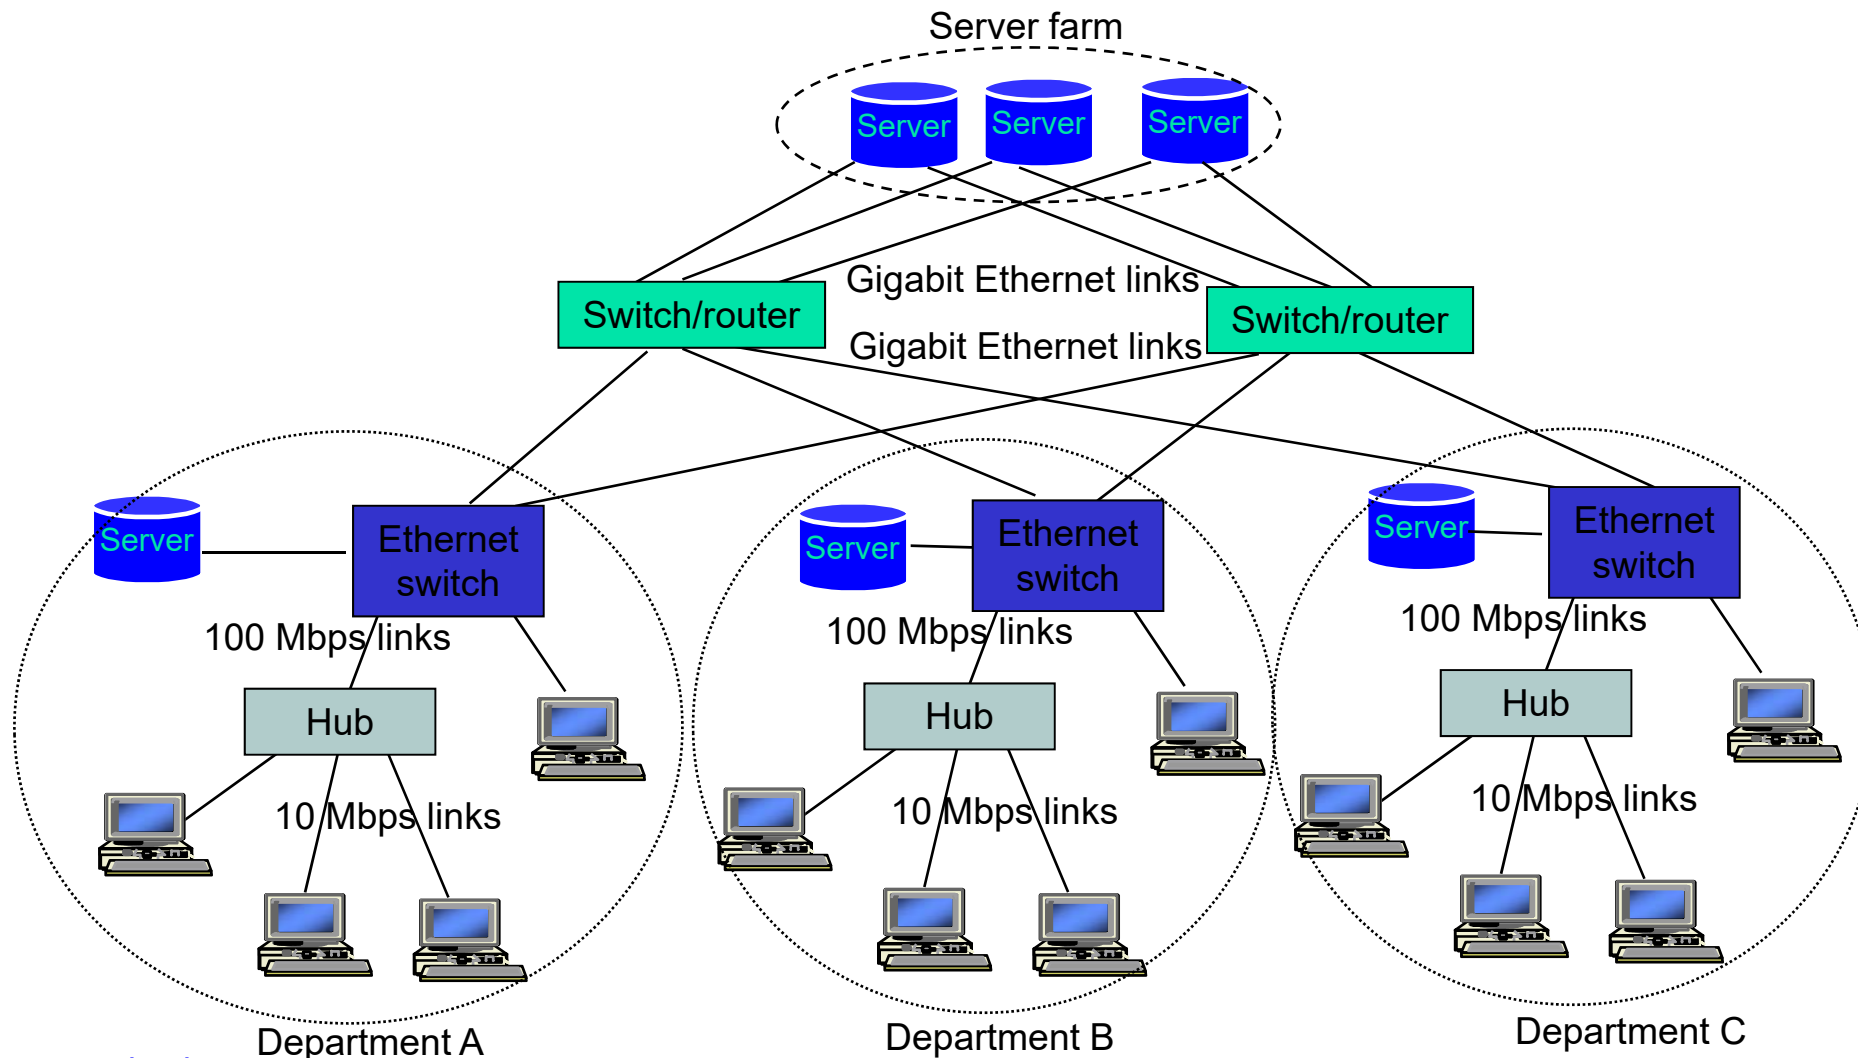 Server farm
Server
Server
Server
Gigabit Ethernet links
Switch/router
Switch/router
Gigabit Ethernet links
Server
Ethernet
switch
Server
Ethernet
switch
Server
Ethernet
switch
100 Mbps links
100 Mbps links
100 Mbps links
Hub
Hub
Hub
10 Mbps links
10 Mbps links
10 Mbps links
Department A
Department B
Department C